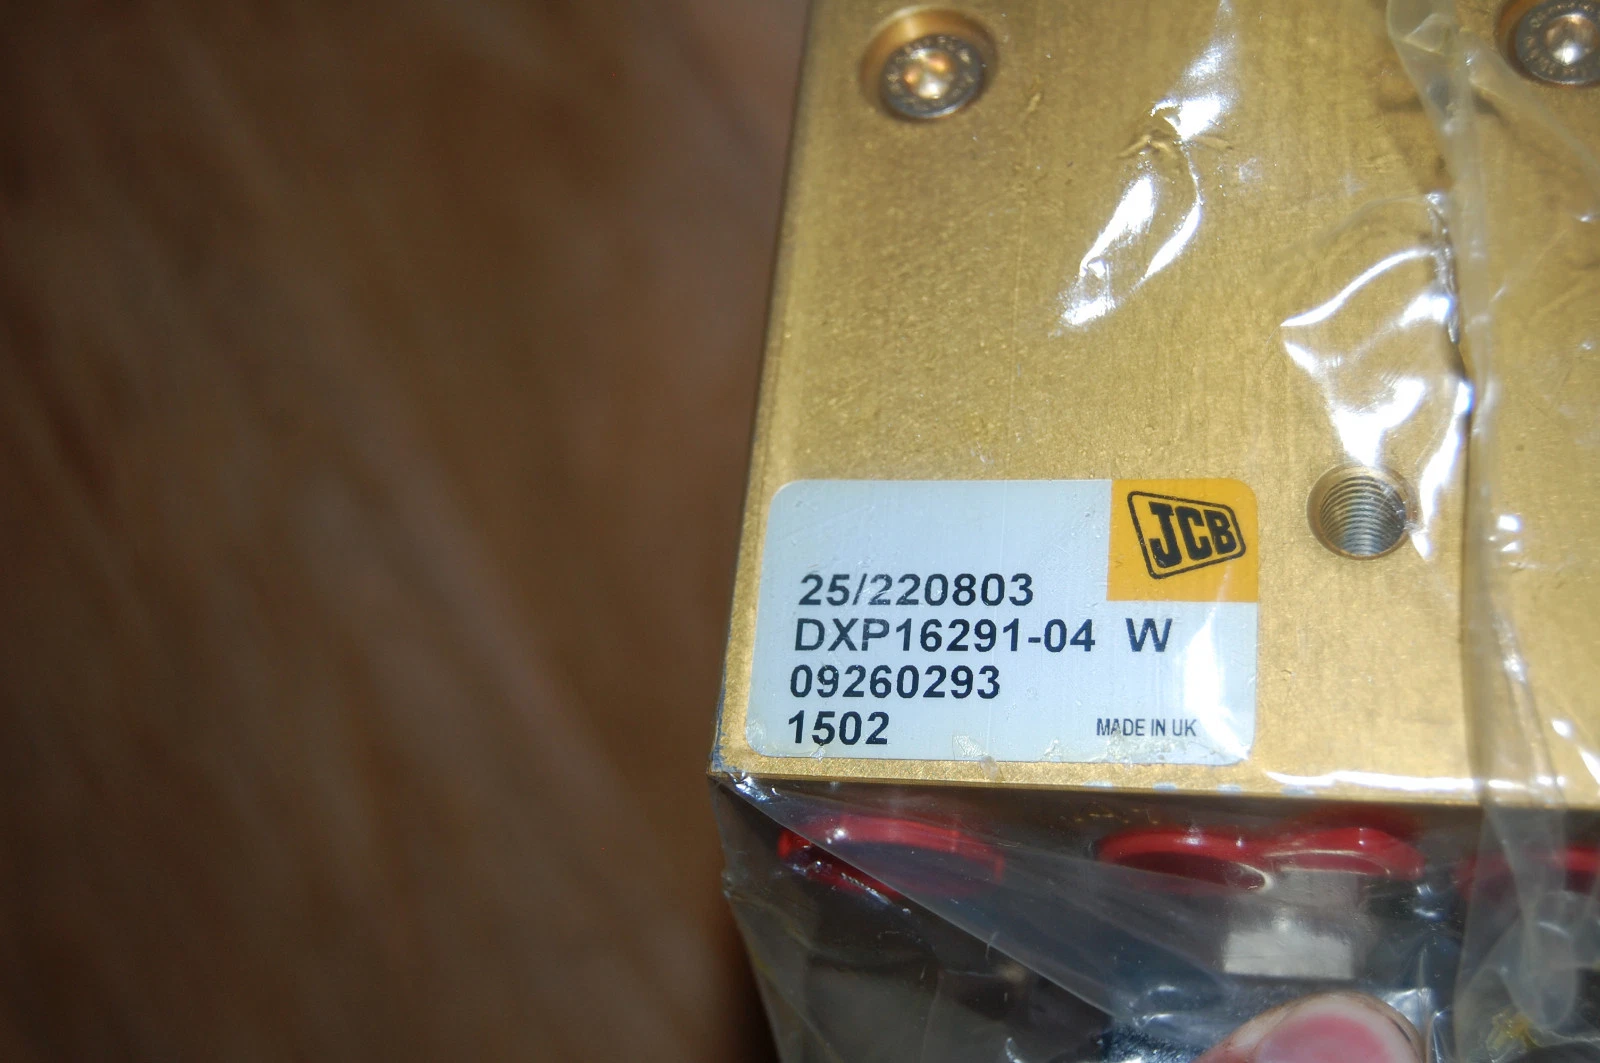 JCB
25/220803
DXP16291-04 W
09260293
1502
MADE IN UK